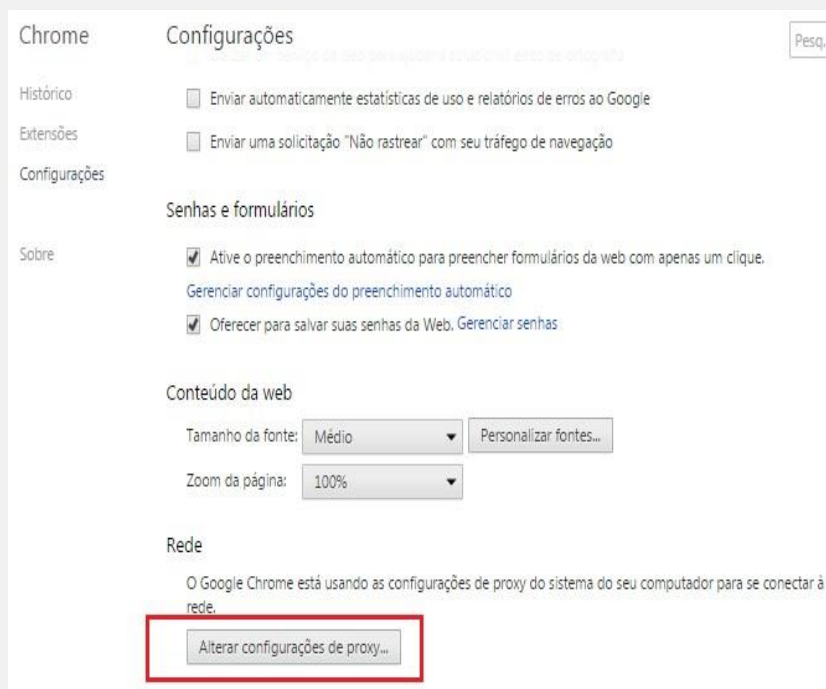 Chrome
Configurações
Pesq.
Histórico
Extensões
Configurações
Sobre
Enviar automaticamente estatísticas de uso e relatórios de erros ao Google
Enviar uma solicitação "Não rastrear" com seu tráfego de navegação
Senhas e formulários
Ative o preenchimento automático para preencher formulários da web com apenas um clique.
Gerenciar configurações do preenchimento automático
Oferecer para salvar suas senhas da Web. Gerenciar senhas
Conteúdo da web
Tamanho da fonte: Médio Personalizar fontes...
Zoom da página: 100%
Rede
O Google Chrome está usando as configurações de proxy do sistema do seu computador para se conectar à
rede.
Alterar configurações de proxy...